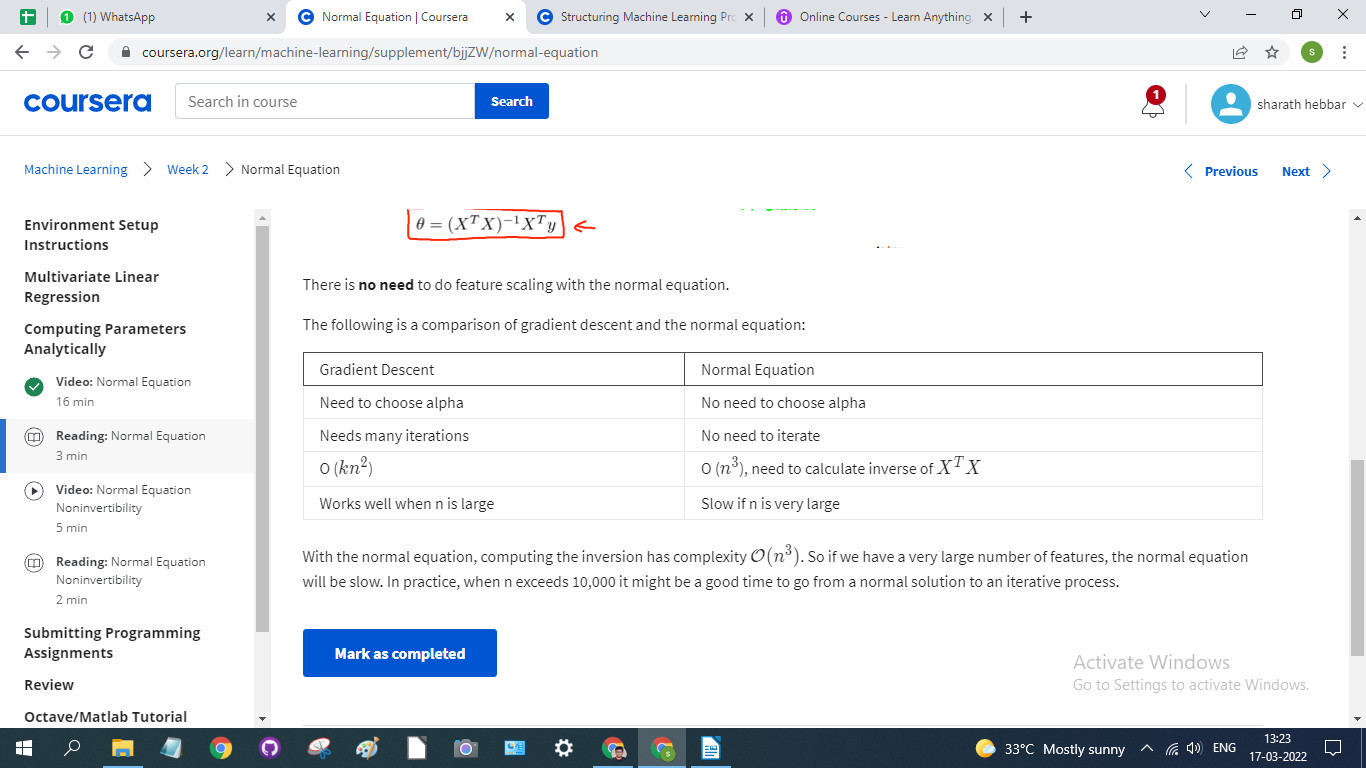 (1) WhatsApp
Normal Equation | Coursera
Structuring Machine Learning Pr
Online Courses - Learn Anything
coursera.org/learn/machine-learning/supplement/bjjZW/normal-equation
s
coursera
Search in course
Search
1
sharath hebbar
Machine Learning > Week 2 > Normal Equation
Previous
Next
Environment Setup
Instructions
Multivariate Linear
Regression
Computing Parameters
Analytically
Video: Normal Equation
16 min
Reading: Normal Equation
3 min
Video: Normal Equation
Noninvertibility
5 min
Reading: Normal Equation
Noninvertibility
2 min
Submitting Programming
Assignments
Review
Octave/Matlab Tutorial
θ = (XᵀX)⁻¹Xᵀy
There is no need to do feature scaling with the normal equation.
The following is a comparison of gradient descent and the normal equation:
Gradient Descent Normal Equation
Need to choose alpha No need to choose alpha
Needs many iterations No need to iterate
O (kn²) O (n³), need to calculate inverse of XᵀX
Works well when n is large Slow if n is very large
With the normal equation, computing the inversion has complexity O(n³). So if we have a very large number of features, the normal equation
will be slow. In practice, when n exceeds 10,000 it might be a good time to go from a normal solution to an iterative process.
Mark as completed
Activate Windows
Go to Settings to activate Windows.
33°C Mostly sunny
ENG
13:23
17-03-2022